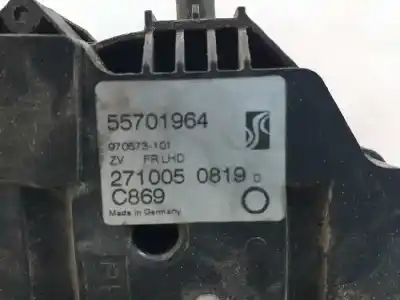 55701964
970573-101
ZV FR LHD
271005 0819 D
C869
Made in Germany